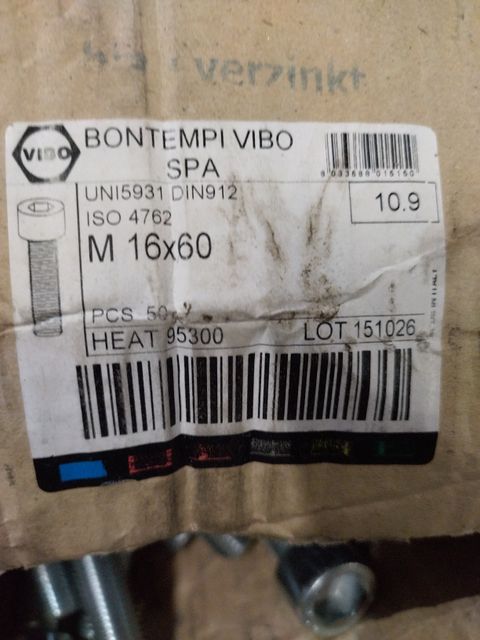 verzinkt
VIBO
BONTEMPI VIBO
SPA
UNI5931 DIN912
ISO 4762
10.9
M 16x60
PCS 50
HEAT 95300
LOT 151026